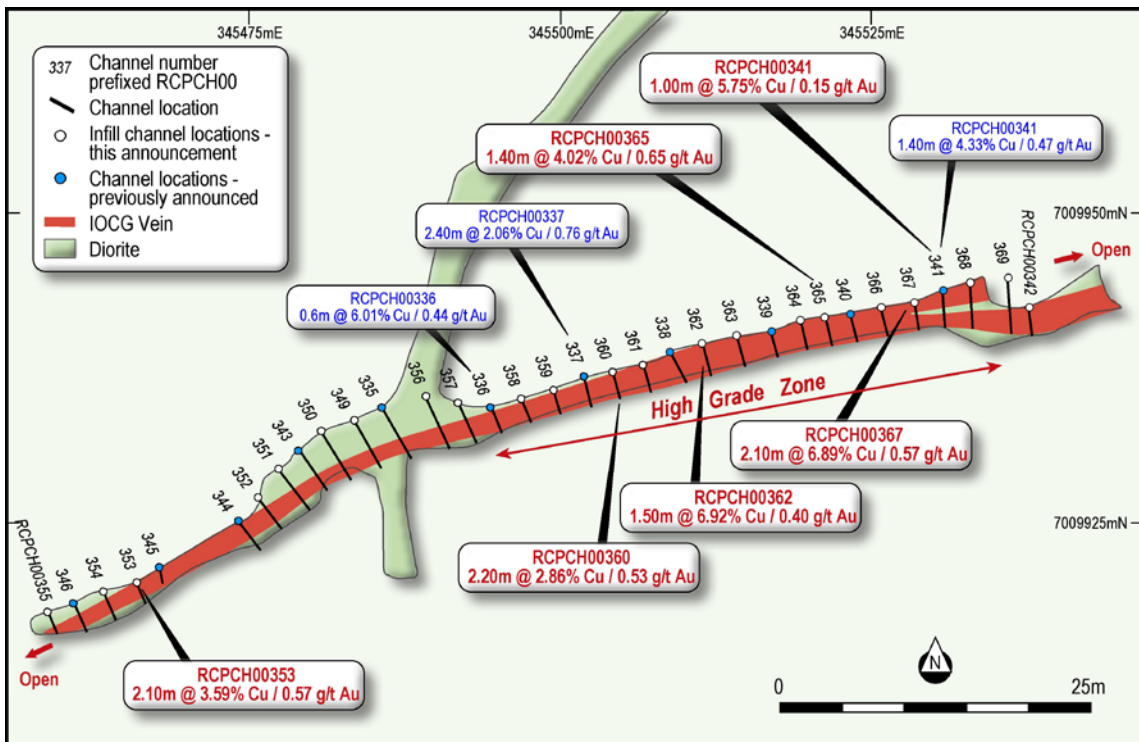 345475mE
345500mE
345525mE
337 Channel number
prefixed RCPCH00
Channel location
Infill channel locations -
this announcement
Channel locations -
previously announced
IOCG Vein
Diorite
RCPCH00341
1.00m @ 5.75% Cu / 0.15 g/t Au
RCPCH00365
1.40m @ 4.02% Cu / 0.65 g/t Au
RCPCH00341
1.40m @ 4.33% Cu / 0.47 g/t Au
RCPCH00337
2.40m @ 2.06% Cu / 0.76 g/t Au
RCPCH00336
0.6m @ 6.01% Cu / 0.44 g/t Au
7009950mN
Open
RCPCH00355
346
354
353
345
344
352
351
343
350
349
335
356
357
336
358
359
337
360
361
338
362
363
339
364
365
340
366
367
341
368
369
RCPCH00342
High Grade Zone
RCPCH00367
2.10m @ 6.89% Cu / 0.57 g/t Au
RCPCH00362
1.50m @ 6.92% Cu / 0.40 g/t Au
7009925mN
RCPCH00360
2.20m @ 2.86% Cu / 0.53 g/t Au
Open
RCPCH00353
2.10m @ 3.59% Cu / 0.57 g/t Au
N
0
25m